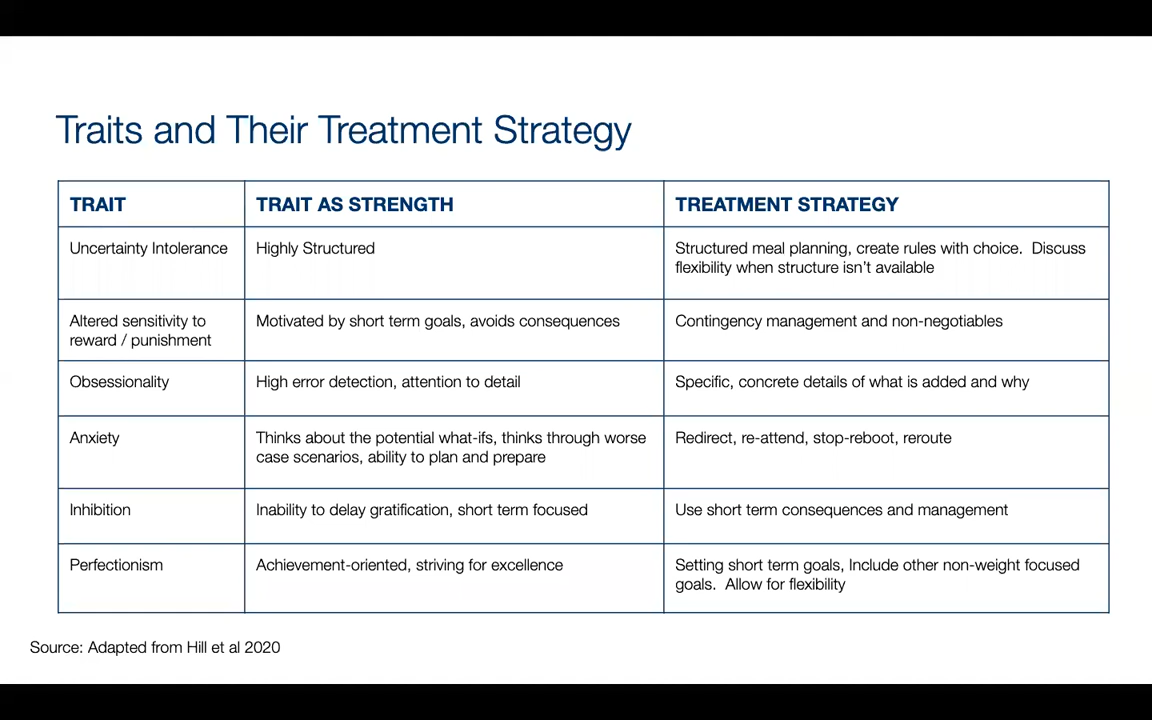 Traits and Their Treatment Strategy
TRAIT
TRAIT AS STRENGTH
TREATMENT STRATEGY
Uncertainty Intolerance
Highly Structured
Structured meal planning, create rules with choice.  Discuss
flexibility when structure isn't available
Altered sensitivity to
reward / punishment
Motivated by short term goals, avoids consequences
Contingency management and non-negotiables
Obsessionality
High error detection, attention to detail
Specific, concrete details of what is added and why
Anxiety
Thinks about the potential what-ifs, thinks through worse
case scenarios, ability to plan and prepare
Redirect, re-attend, stop-reboot, reroute
Inhibition
Inability to delay gratification, short term focused
Use short term consequences and management
Perfectionism
Achievement-oriented, striving for excellence
Setting short term goals, Include other non-weight focused
goals.  Allow for flexibility
Source: Adapted from Hill et al 2020